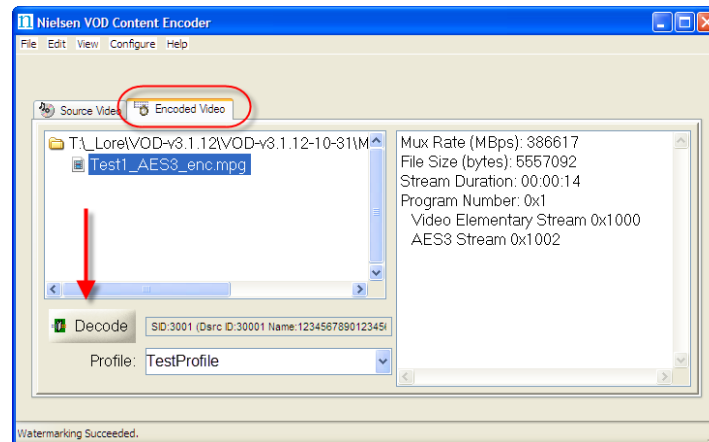 Nielsen VOD Content Encoder
File Edit View Configure Help
Source Video Encoded Video
T:\_Lore\VOD-v3.1.12\VOD-v3.1.12-10-31\M
Test1_AES3_enc.mpg
Mux Rate (MBps): 386617
File Size (bytes): 5557092
Stream Duration: 00:00:14
Program Number: 0x1
Video Elementary Stream 0x1000
AES3 Stream 0x1002
Decode SID:3001 (Dsrc ID:30001 Name:1234567890123456
Profile: TestProfile
Watermarking Succeeded.